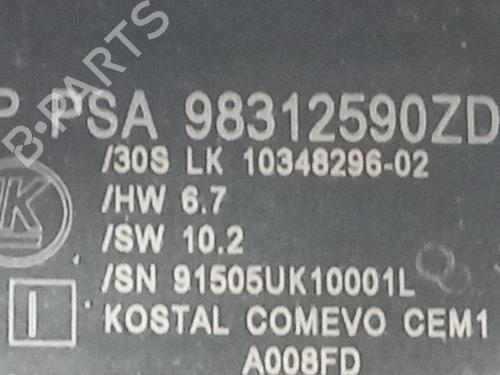 P PSA 98312590ZD
/30S LK 10348296-02
/HW 6.7
/SW 10.2
/SN 91505UK10001L
I KOSTAL COMEVO CEM1
A008FD
B-PARTS